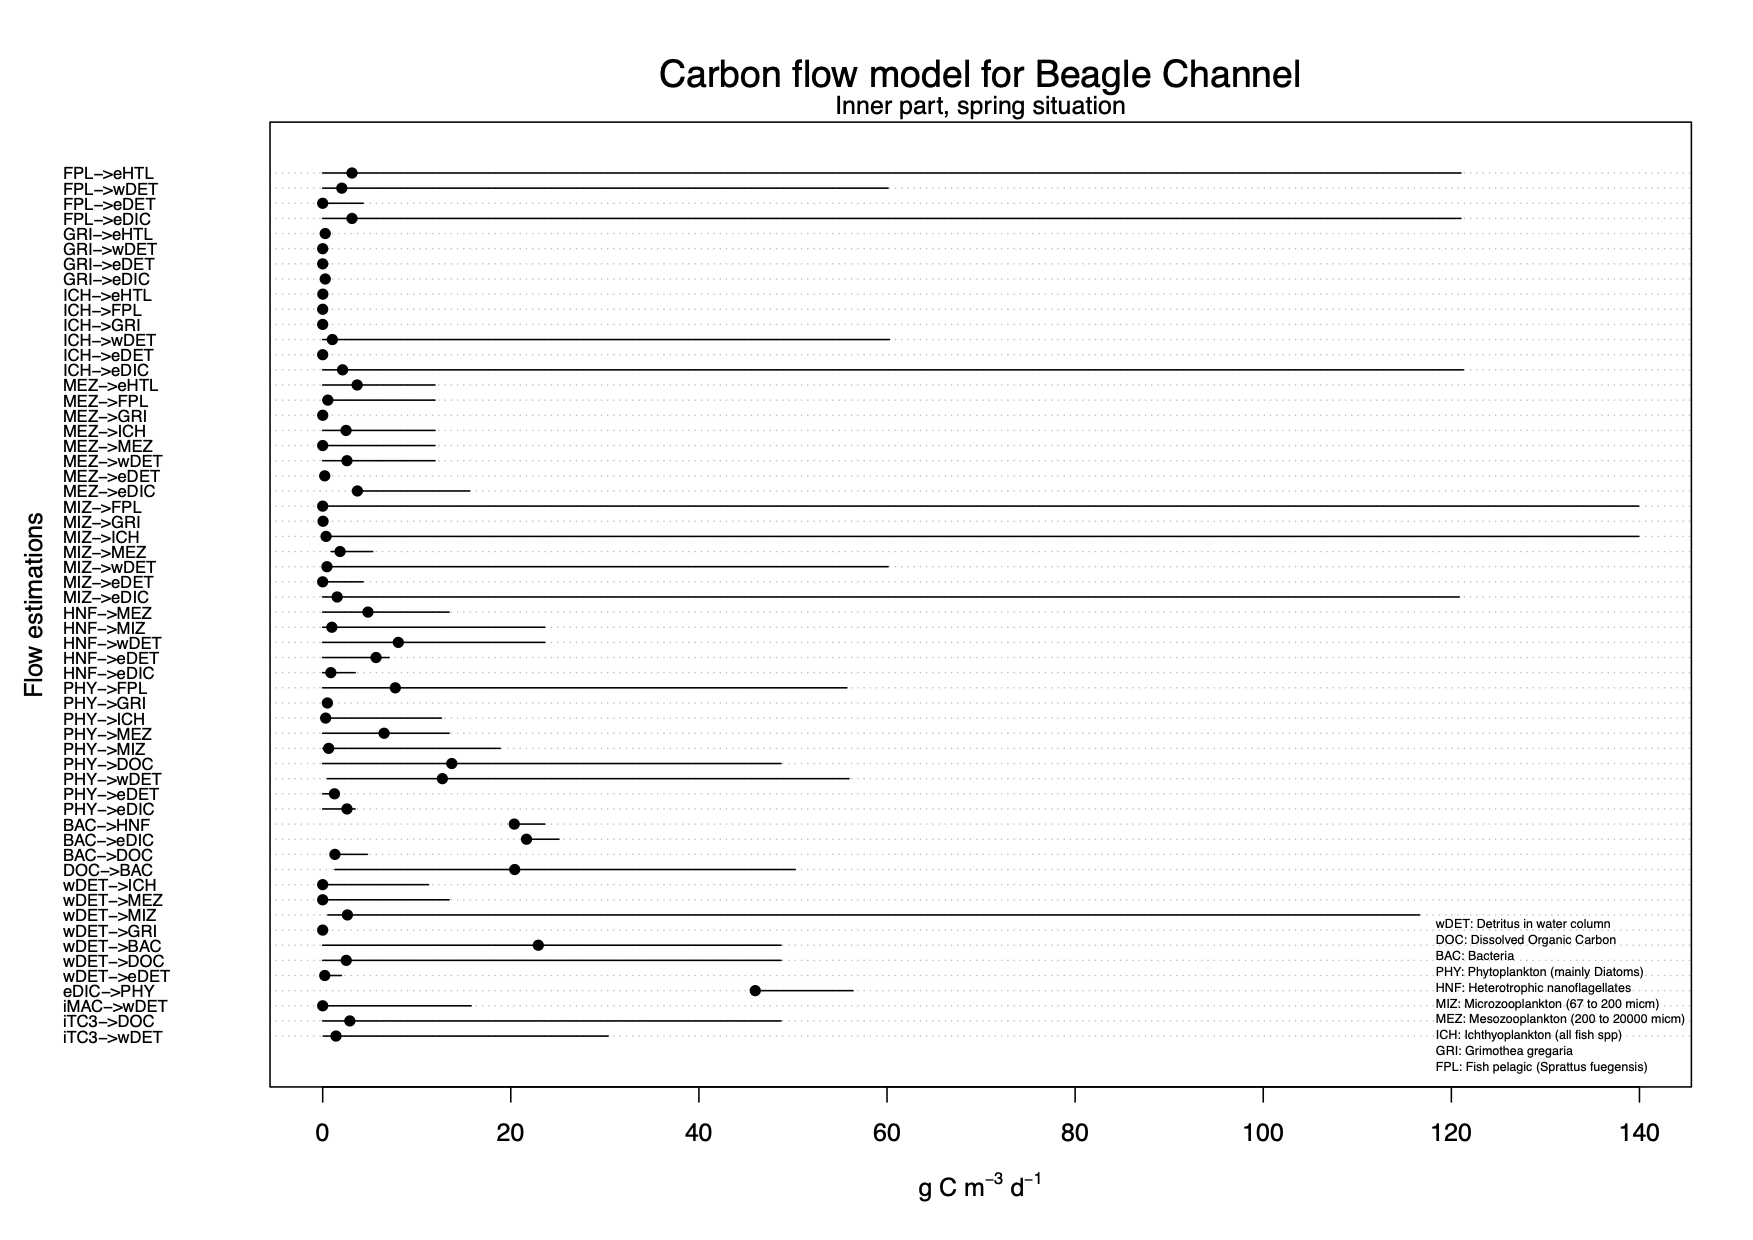 Carbon flow model for Beagle Channel
Inner part, spring situation
Flow estimations
FPL->eHTL
FPL->wDET
FPL->eDET
FPL->eDIC
GRI->eHTL
GRI->wDET
GRI->eDET
GRI->eDIC
ICH->eHTL
ICH->FPL
ICH->GRI
ICH->wDET
ICH->eDET
ICH->eDIC
MEZ->eHTL
MEZ->FPL
MEZ->GRI
MEZ->ICH
MEZ->MEZ
MEZ->wDET
MEZ->eDET
MEZ->eDIC
MIZ->FPL
MIZ->GRI
MIZ->ICH
MIZ->MEZ
MIZ->wDET
MIZ->eDET
MIZ->eDIC
HNF->MEZ
HNF->MIZ
HNF->wDET
HNF->eDET
HNF->eDIC
PHY->FPL
PHY->GRI
PHY->ICH
PHY->MEZ
PHY->MIZ
PHY->DOC
PHY->wDET
PHY->eDET
PHY->eDIC
BAC->HNF
BAC->eDIC
BAC->DOC
DOC->BAC
wDET->ICH
wDET->MEZ
wDET->MIZ
wDET->GRI
wDET->BAC
wDET->DOC
wDET->eDET
eDIC->PHY
iMAC->wDET
iTC3->DOC
iTC3->wDET
wDET: Detritus in water column
DOC: Dissolved Organic Carbon
BAC: Bacteria
PHY: Phytoplankton (mainly Diatoms)
HNF: Heterotrophic nanoflagellates
MIZ: Microzooplankton (67 to 200 micm)
MEZ: Mesozooplankton (200 to 20000 micm)
ICH: Ichthyoplankton (all fish spp)
GRI: Grimothea gregaria
FPL: Fish pelagic (Sprattus fuegensis)
0 20 40 60 80 100 120 140
g C m⁻³ d⁻¹